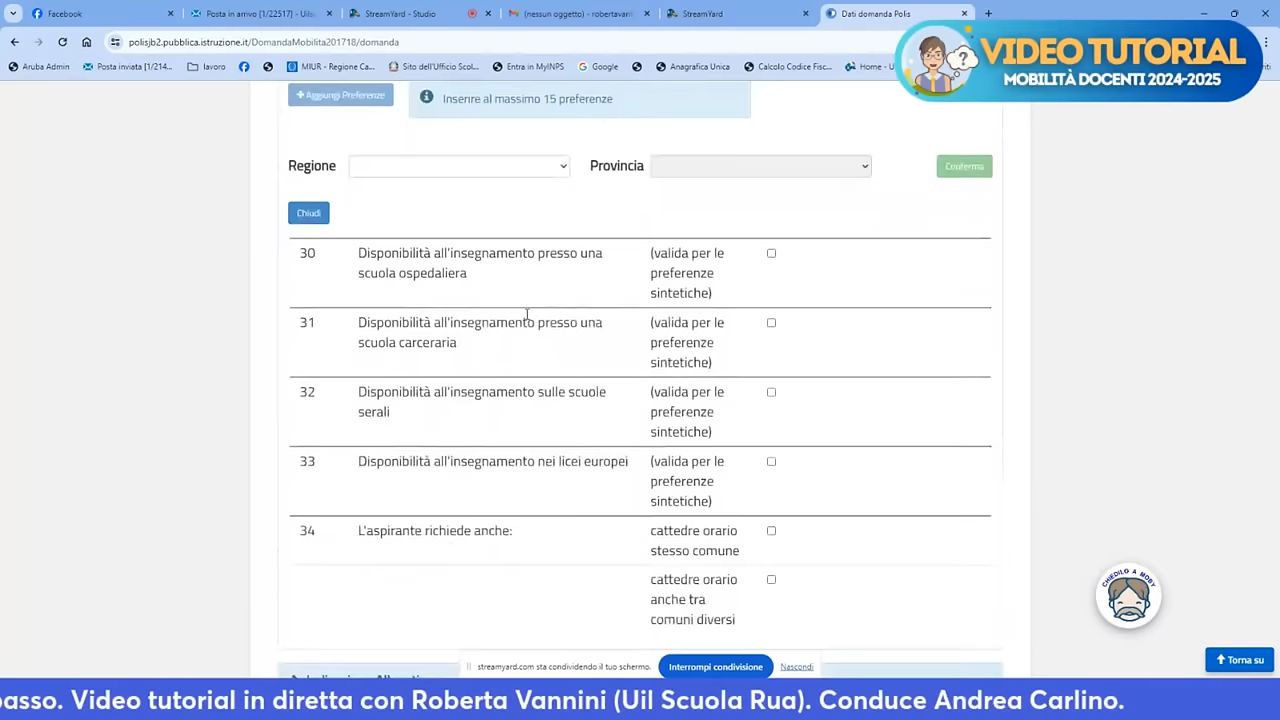 Facebook
Posta in arrivo [1/22517] - Uils
StreamYard - Studio
(nessun oggetto) - robertavani
StreamYard
Dati domanda Polis
polisjb2.pubblica.istruzione.it/DomandaMobilita201718/domanda
Aruba Admin
Posta inviata [1/214...
lavoro
MIUR - Regione Ca...
Sito dell'Ufficio Scol...
Entra in MyINPS
Google
Anagrafica Unica
Calcolo Codice Fisc...
Home - U
VIDEO TUTORIAL
MOBILITÀ DOCENTI 2024-2025
+Aggiungi Preferenze
Inserire al massimo 15 preferenze
Regione
Provincia
Conferma
Chiudi
30 Disponibilità all'insegnamento presso una (valida per le
scuola ospedaliera preferenze
sintetiche)
31 Disponibilità all'insegnamento presso una (valida per le
scuola carceraria preferenze
sintetiche)
32 Disponibilità all'insegnamento sulle scuole (valida per le
serali preferenze
sintetiche)
33 Disponibilità all'insegnamento nei licei europei (valida per le
preferenze
sintetiche)
34 L'aspirante richiede anche: cattedre orario
stesso comune
cattedre orario
anche tra
comuni diversi
CHIEDILO A MOBY
Torna su
streamyard.com sta condividendo il tuo schermo.
Interrompi condivisione
Nascondi
passo. Video tutorial in diretta con Roberta Vannini (Uil Scuola Rua). Conduce Andrea Carlino.